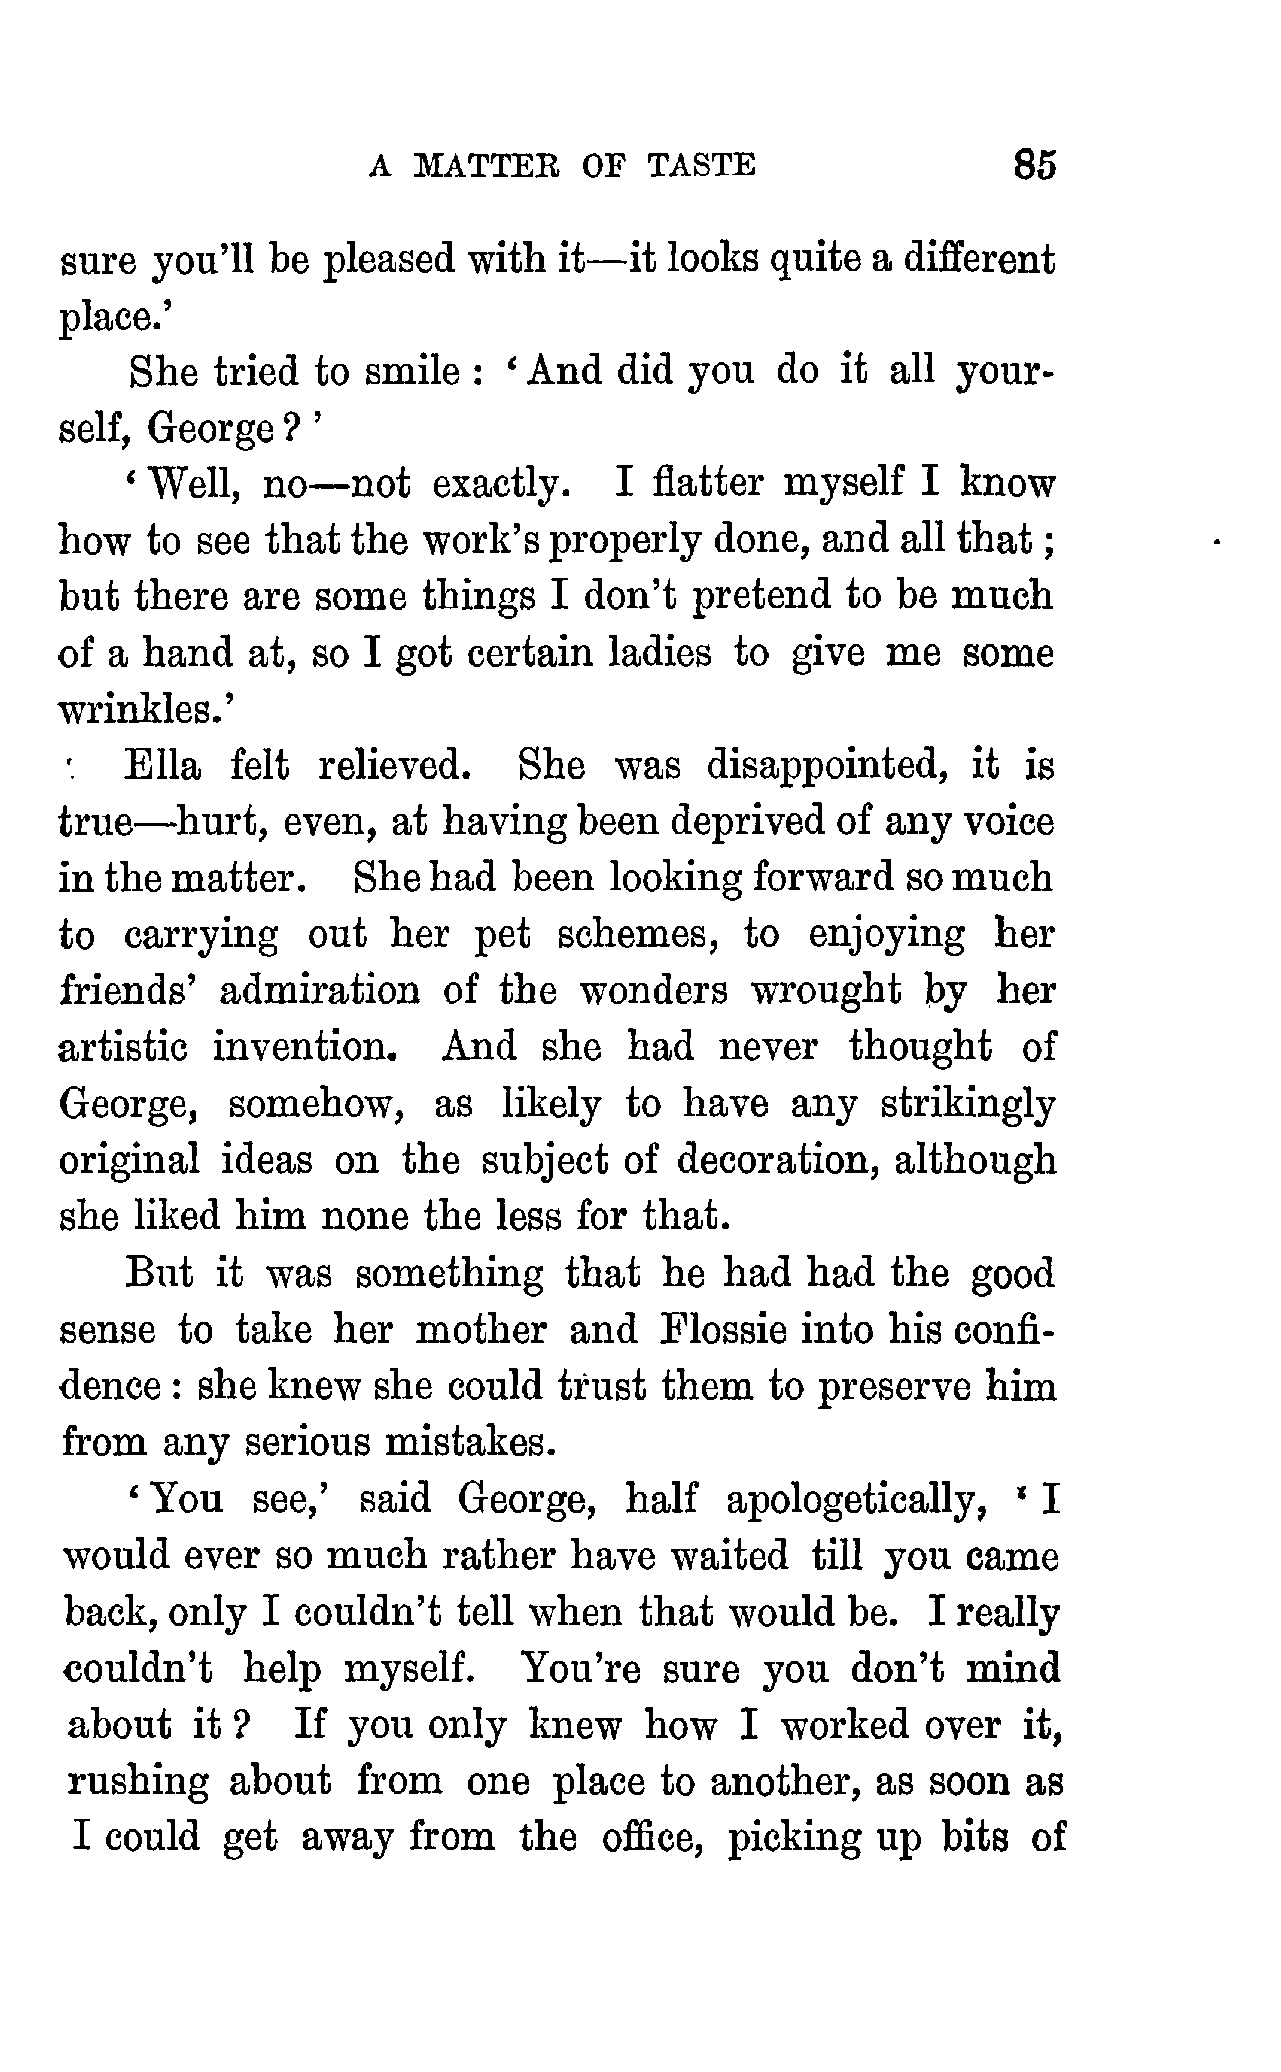 A MATTER OF TASTE 85
sure you'll be pleased with it—it looks quite a different
place.'
She tried to smile : ‘ And did you do it all your-
self, George ? ’
‘ Well, no—not exactly. I flatter myself I know
how to see that the work's properly done, and all that ;
but there are some things I don't pretend to be much
of a hand at, so I got certain ladies to give me some
wrinkles.’
Ella felt relieved. She was disappointed, it is
true—hurt, even, at having been deprived of any voice
in the matter. She had been looking forward so much
to carrying out her pet schemes, to enjoying her
friends' admiration of the wonders wrought by her
artistic invention. And she had never thought of
George, somehow, as likely to have any strikingly
original ideas on the subject of decoration, although
she liked him none the less for that.
But it was something that he had had the good
sense to take her mother and Flossie into his confi-
dence : she knew she could trust them to preserve him
from any serious mistakes.
‘ You see,’ said George, half apologetically, ‘ I
would ever so much rather have waited till you came
back, only I couldn't tell when that would be. I really
couldn't help myself. You're sure you don't mind
about it ? If you only knew how I worked over it,
rushing about from one place to another, as soon as
I could get away from the office, picking up bits of